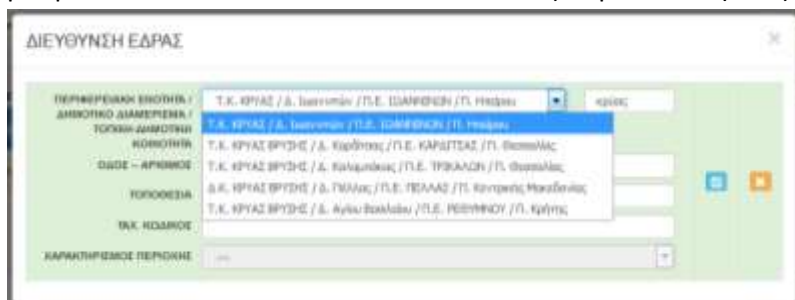 ΔΙΕΥΘΥΝΣΗ ΕΔΡΑΣ
ΠΕΡΙΦΕΡΕΙΑΚΗ ΕΝΟΤΗΤΑ /
ΔΗΜΟΤΙΚΟ ΔΙΑΜΕΡΙΣΜΑ /
ΤΟΠΙΚΗ-ΔΗΜΟΤΙΚΗ
ΚΟΙΝΟΤΗΤΑ
Τ.Κ. ΚΡΥΑΣ / Δ. Ιωαννιτών / Π.Ε. ΙΩΑΝΝΙΝΩΝ / Π. Ηπείρου
κρύας
Τ.Κ. ΚΡΥΑΣ / Δ. Ιωαννιτών / Π.Ε. ΙΩΑΝΝΙΝΩΝ / Π. Ηπείρου
Τ.Κ. ΚΡΥΑΣ ΒΡΥΣΗΣ / Δ. Καρδίτσας / Π.Ε. ΚΑΡΔΙΤΣΑΣ / Π. Θεσσαλίας
Τ.Κ. ΚΡΥΑΣ ΒΡΥΣΗΣ / Δ. Καλαμπάκας / Π.Ε. ΤΡΙΚΑΛΩΝ / Π. Θεσσαλίας
Δ.Κ. ΚΡΥΑΣ ΒΡΥΣΗΣ / Δ. Πέλλας / Π.Ε. ΠΕΛΛΑΣ / Π. Κεντρικής Μακεδονίας
Τ.Κ. ΚΡΥΑΣ ΒΡΥΣΗΣ / Δ. Αγίου Βασιλείου / Π.Ε. ΡΕΘΥΜΝΟΥ / Π. Κρήτης
ΟΔΟΣ – ΑΡΙΘΜΟΣ
ΤΟΠΟΘΕΣΙΑ
ΤΑΧ. ΚΩΔΙΚΟΣ
ΧΑΡΑΚΤΗΡΙΣΜΟΣ ΠΕΡΙΟΧΗΣ
---